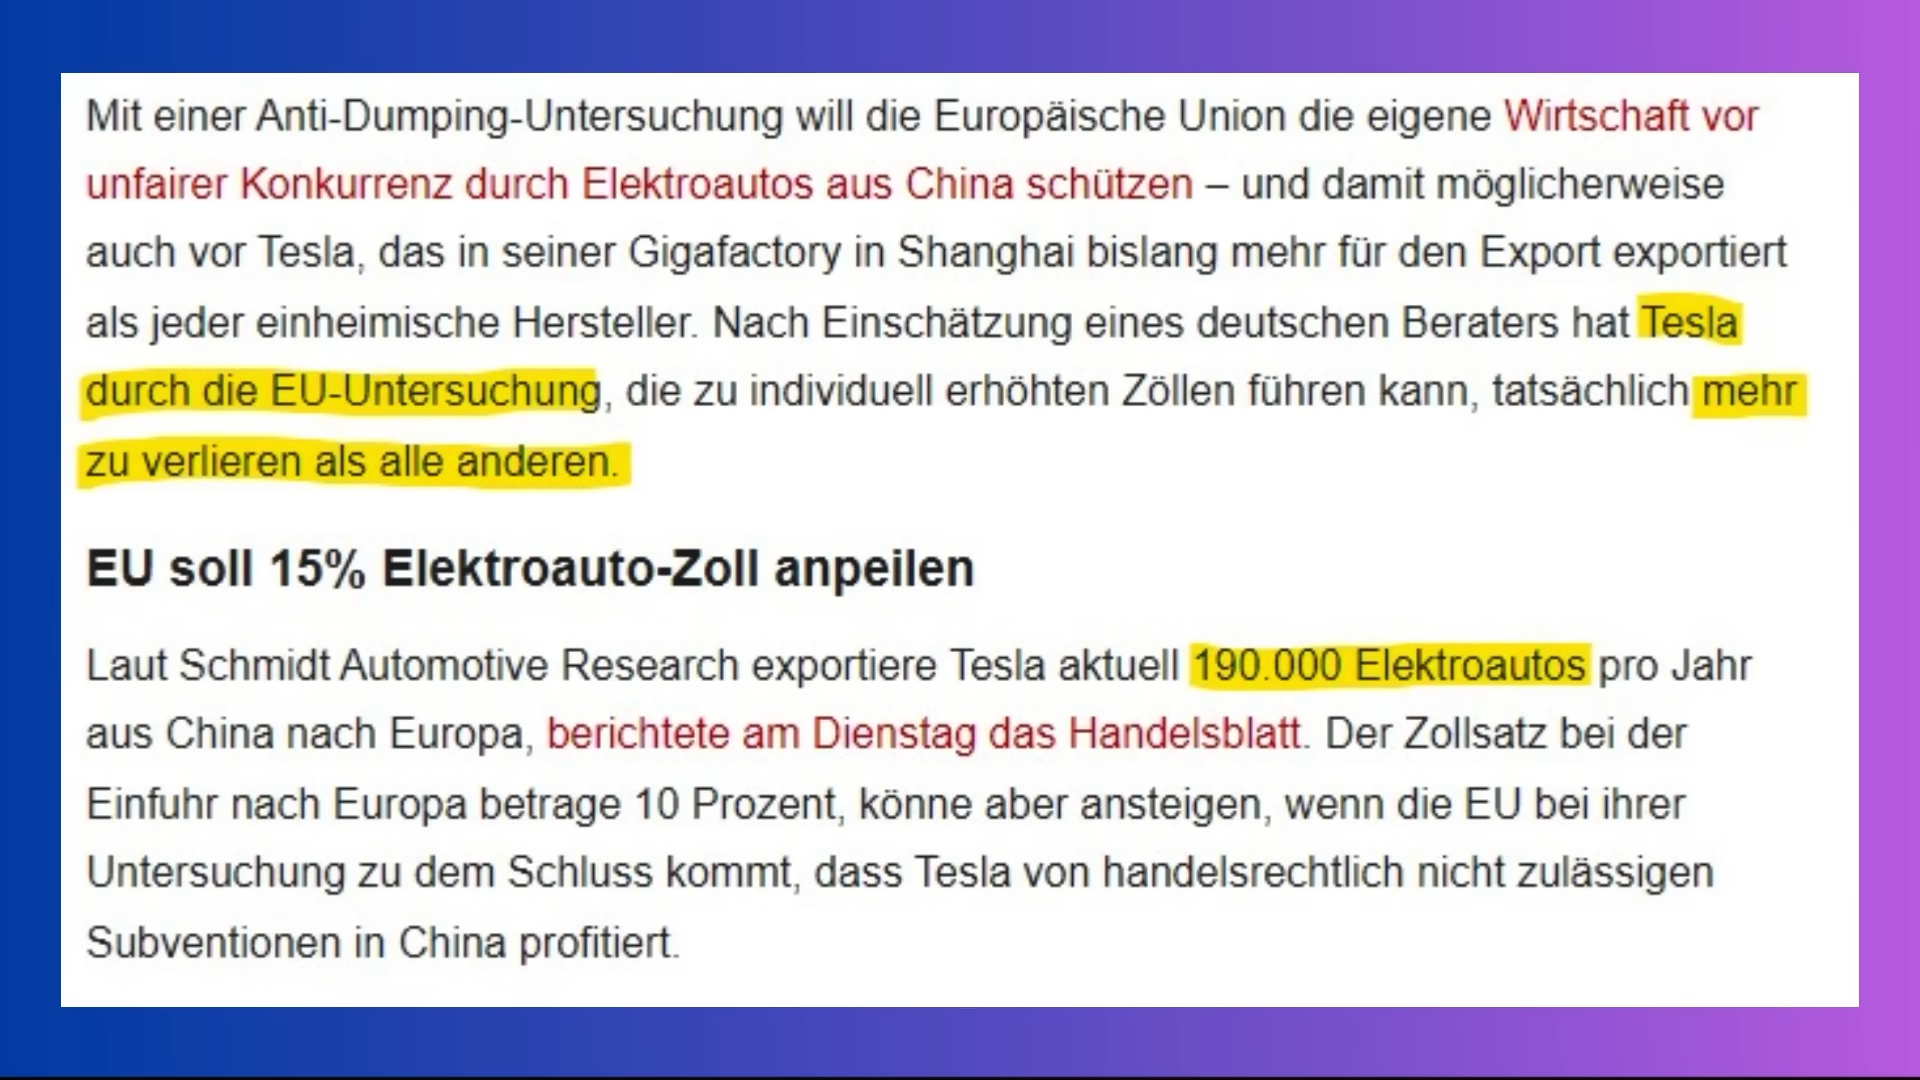 Mit einer Anti-Dumping-Untersuchung will die Europäische Union die eigene Wirtschaft vor
unfairer Konkurrenz durch Elektroautos aus China schützen – und damit möglicherweise
auch vor Tesla, das in seiner Gigafactory in Shanghai bislang mehr für den Export exportiert
als jeder einheimische Hersteller. Nach Einschätzung eines deutschen Beraters hat Tesla
durch die EU-Untersuchung, die zu individuell erhöhten Zöllen führen kann, tatsächlich mehr
zu verlieren als alle anderen.
EU soll 15% Elektroauto-Zoll anpeilen
Laut Schmidt Automotive Research exportiere Tesla aktuell 190.000 Elektroautos pro Jahr
aus China nach Europa, berichtete am Dienstag das Handelsblatt. Der Zollsatz bei der
Einfuhr nach Europa betrage 10 Prozent, könne aber ansteigen, wenn die EU bei ihrer
Untersuchung zu dem Schluss kommt, dass Tesla von handelsrechtlich nicht zulässigen
Subventionen in China profitiert.